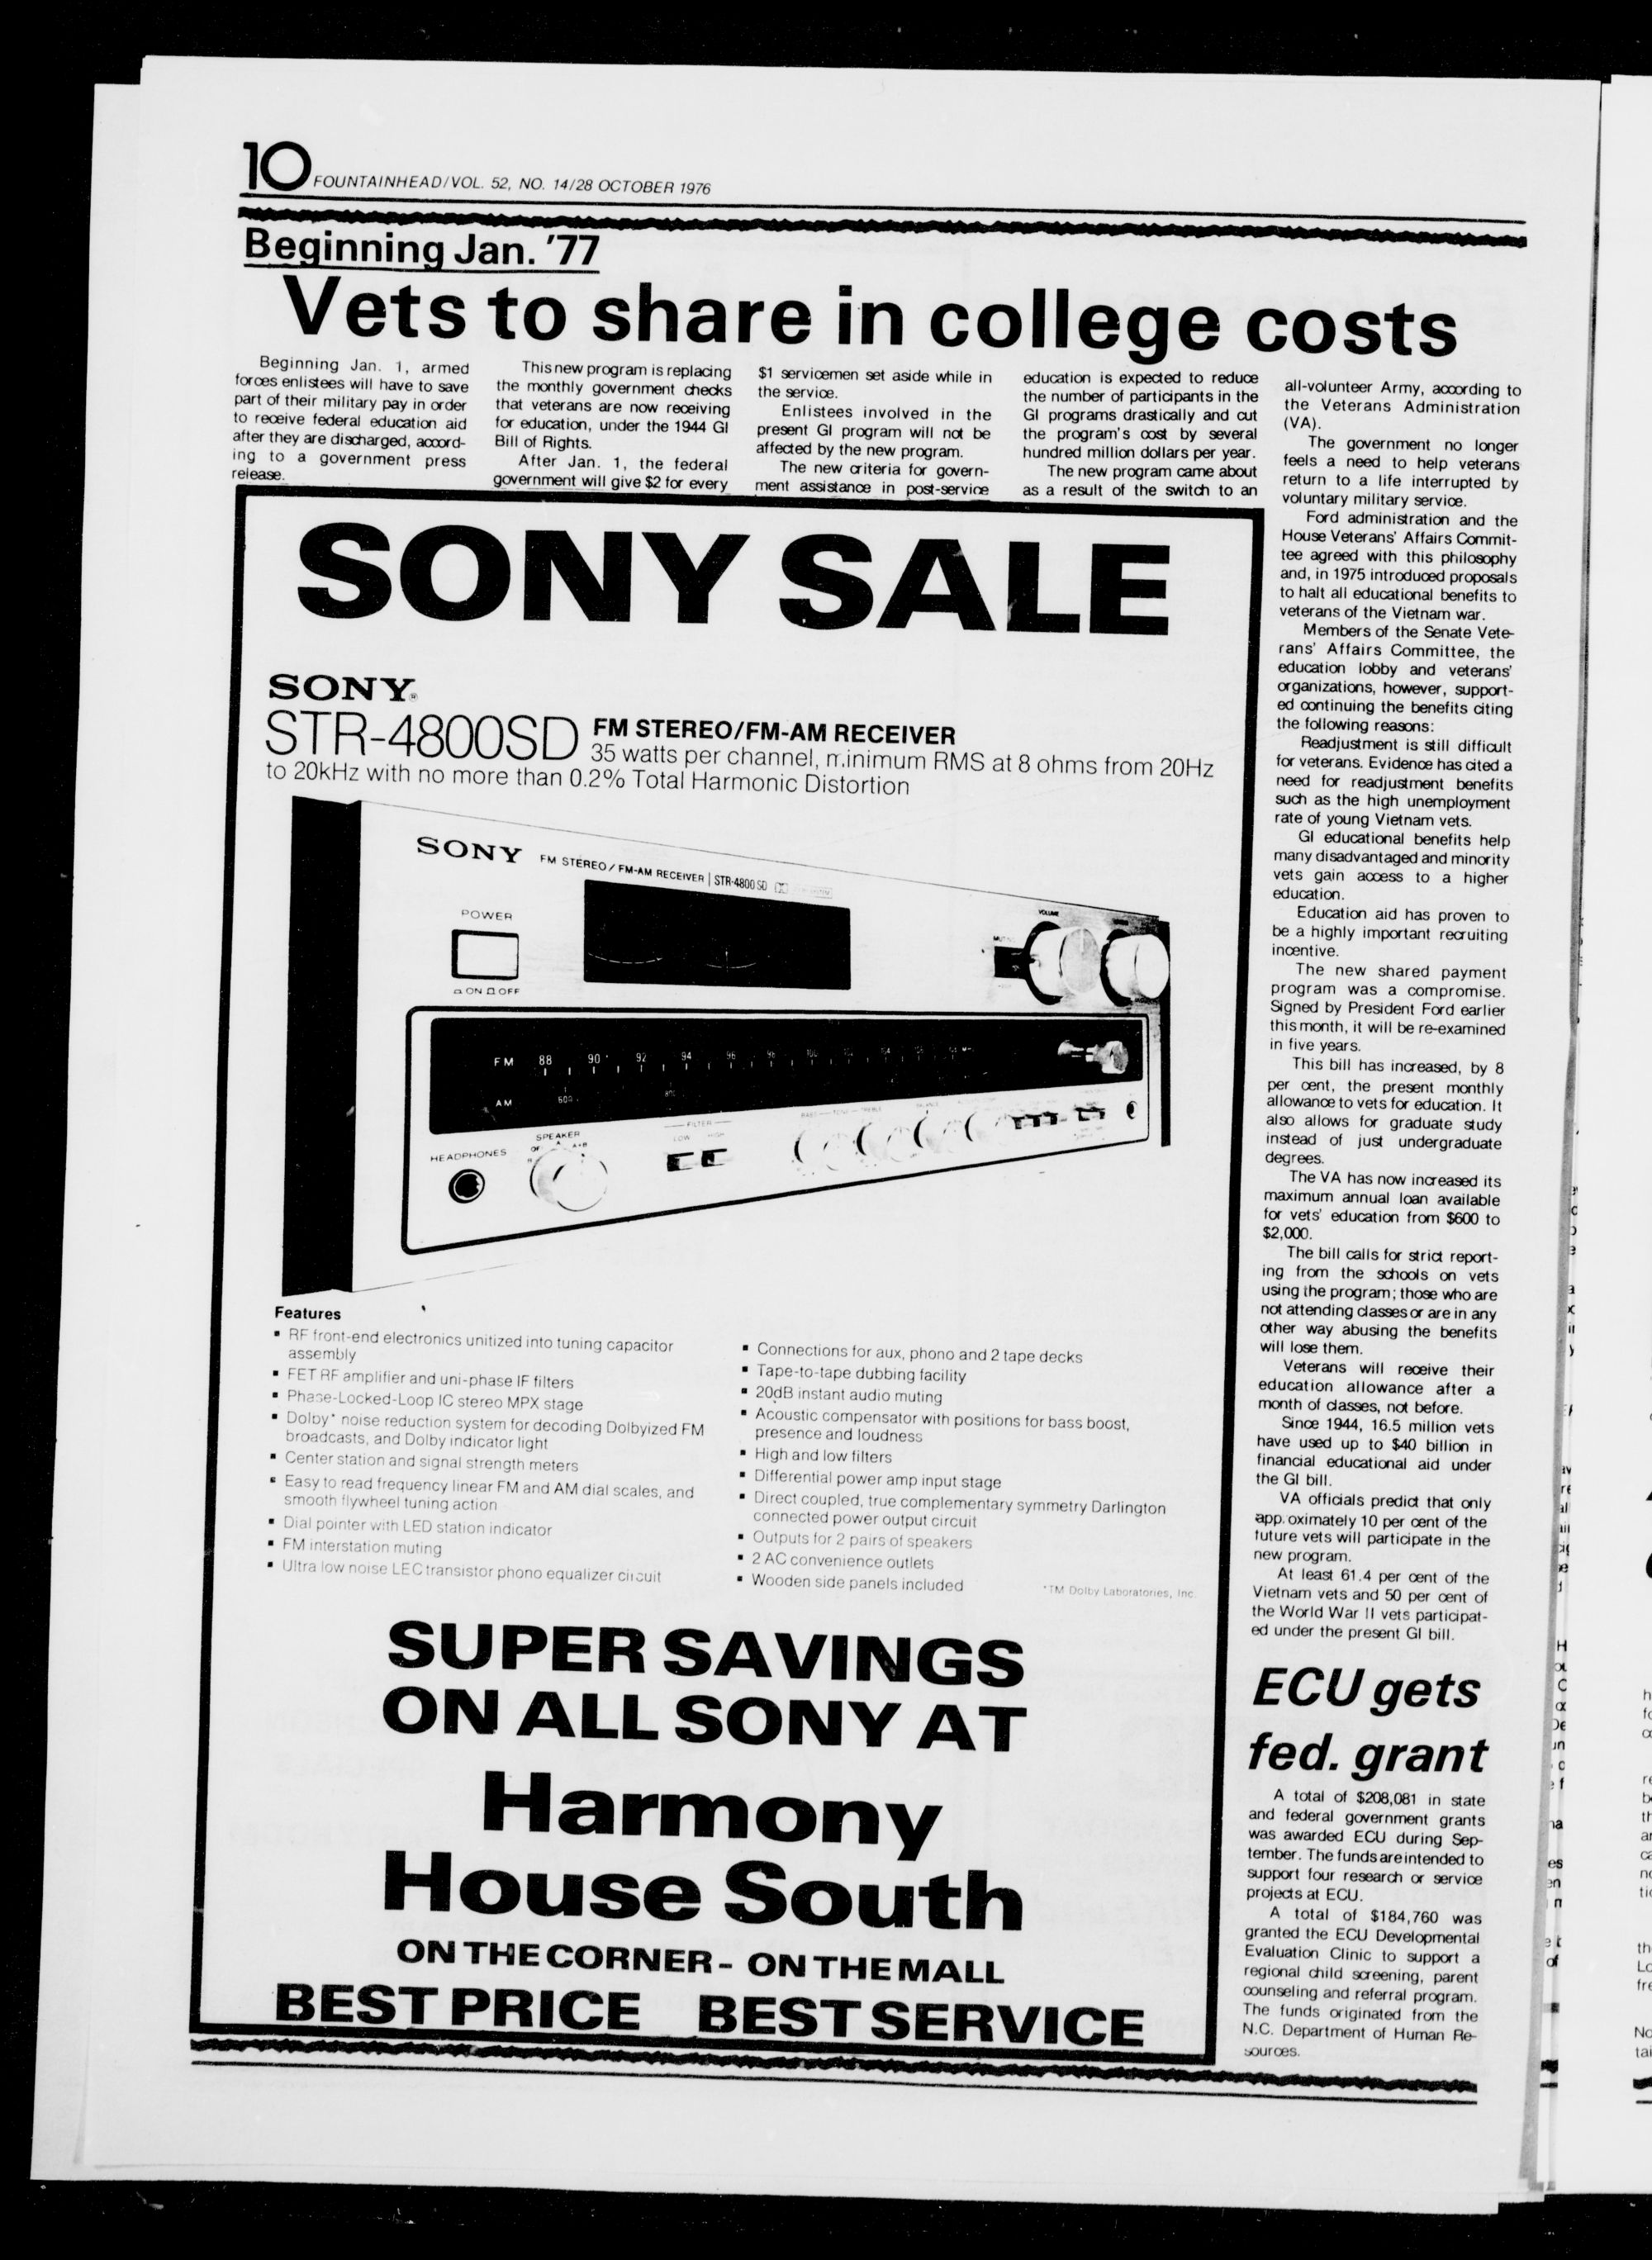 10 FOUNTAINHEAD/VOL. 52, NO. 14/28 OCTOBER 1976
Beginning Jan. '77
Vets to share in college costs
Beginning Jan. 1, armed
forces enlistees will have to save
part of their military pay in order
to receive federal education aid
after they are discharged, accord-
ing to a government press
release.
This new program is replacing
the monthly government checks
that veterans are now receiving
for education, under the 1944 GI
Bill of Rights.
After Jan. 1, the federal
government will give $2 for every
$1 servicemen set aside while in
the service.
Enlistees involved in the
present GI program will not be
affected by the new program.
The new criteria for govern-
ment assistance in post-service
education is expected to reduce
the number of participants in the
GI programs drastically and cut
the program's cost by several
hundred million dollars per year.
The new program came about
as a result of the switch to an
all-volunteer Army, according to
the Veterans Administration
(VA).
The government no longer
feels a need to help veterans
return to a life interrupted by
voluntary military service.
Ford administration and the
House Veterans' Affairs Commit-
tee agreed with this philosophy
and, in 1975 introduced proposals
to halt all educational benefits to
veterans of the Vietnam war.
Members of the Senate Vete-
rans' Affairs Committee, the
education lobby and veterans'
organizations, however, support-
ed continuing the benefits citing
the following reasons:
Readjustment is still difficult
for veterans. Evidence has cited a
need for readjustment benefits
such as the high unemployment
rate of young Vietnam vets.
GI educational benefits help
many disadvantaged and minority
vets gain access to a higher
education.
Education aid has proven to
be a highly important recruiting
incentive.
The new shared payment
program was a compromise.
Signed by President Ford earlier
this month, it will be re-examined
in five years.
This bill has increased, by 8
per cent, the present monthly
allowance to vets for education. It
also allows for graduate study
instead of just undergraduate
degrees.
The VA has now increased its
maximum annual loan available
for vets' education from $600 to
$2,000.
The bill calls for strict report-
ing from the schools on vets
using the program; those who are
not attending classes or are in any
other way abusing the benefits
will lose them.
Veterans will receive their
education allowance after a
month of classes, not before.
Since 1944, 16.5 million vets
have used up to $40 billion in
financial educational aid under
the GI bill.
VA officials predict that only
app.oximately 10 per cent of the
future vets will participate in the
new program.
At least 61.4 per cent of the
Vietnam vets and 50 per cent of
the World War II vets participat-
ed under the present GI bill.
SONY SALE
SONY®
STR-4800SD FM STEREO/FM-AM RECEIVER
35 watts per channel, minimum RMS at 8 ohms from 20Hz
to 20kHz with no more than 0.2% Total Harmonic Distortion
SONY FM STEREO/FM-AM RECEIVER | STR-4800SD
POWER
ON OFF
VOLUME
FM 88 90 92 94 96 98
AM 600
HEADPHONES
SPEAKER
OFF A A+B
FILTER
LOW HIGH
Features
▪ RF front-end electronics unitized into tuning capacitor
assembly
▪ FET RF amplifier and uni-phase IF filters
▪ Phase-Locked-Loop IC stereo MPX stage
▪ Dolby* noise reduction system for decoding Dolbyized FM
broadcasts, and Dolby indicator light
▪ Center station and signal strength meters
▪ Easy to read frequency linear FM and AM dial scales, and
smooth flywheel tuning action
▪ Dial pointer with LED station indicator
▪ FM interstation muting
▪ Ultra low noise LEC transistor phono equalizer circuit
▪ Connections for aux, phono and 2 tape decks
▪ Tape-to-tape dubbing facility
▪ 20dB instant audio muting
▪ Acoustic compensator with positions for bass boost,
presence and loudness
▪ High and low filters
▪ Differential power amp input stage
▪ Direct coupled, true complementary symmetry Darlington
connected power output circuit
▪ Outputs for 2 pairs of speakers
▪ 2 AC convenience outlets
▪ Wooden side panels included
*TM Dolby Laboratories, Inc.
SUPER SAVINGS
ON ALL SONY AT
Harmony
House South
ON THE CORNER - ON THE MALL
BEST PRICE BEST SERVICE
ECU gets
fed. grant
A total of $208,081 in state
and federal government grants
was awarded ECU during Sep-
tember. The funds are intended to
support four research or service
projects at ECU.
A total of $184,760 was
granted the ECU Developmental
Evaluation Clinic to support a
regional child screening, parent
counseling and referral program.
The funds originated from the
N.C. Department of Human Re-
sources.